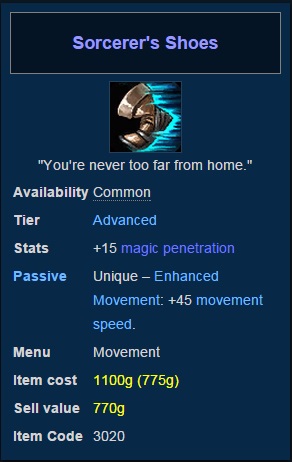 Sorcerer's Shoes
"You're never too far from home."
Availability Common
Tier Advanced
Stats +15 magic penetration
Passive Unique – Enhanced
Movement: +45 movement
speed.
Menu Movement
Item cost 1100g (775g)
Sell value 770g
Item Code 3020